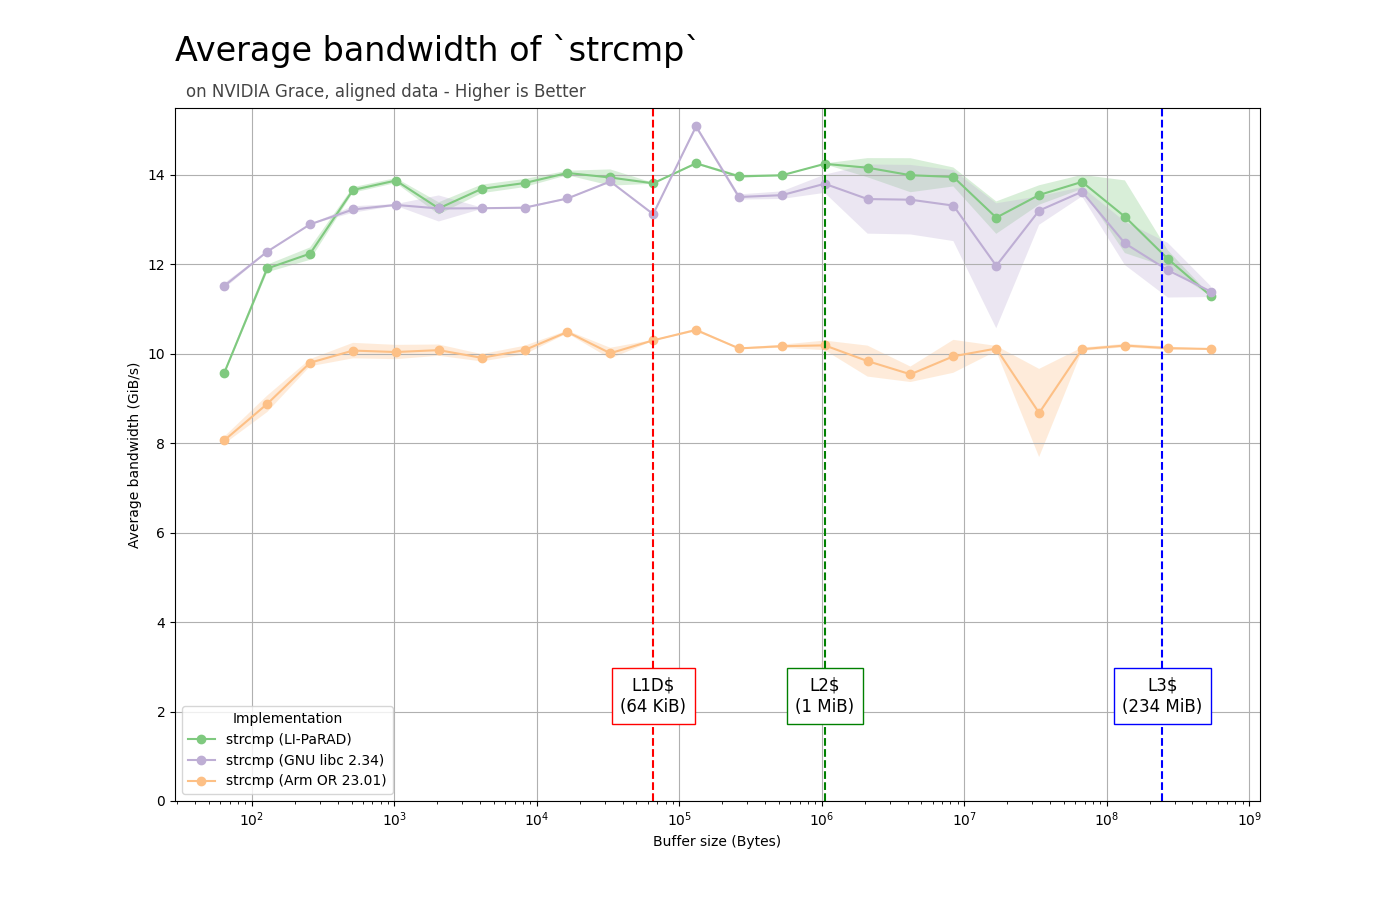 Average bandwidth of `strcmp`
on NVIDIA Grace, aligned data - Higher is Better
Average bandwidth (GiB/s)
14
12
10
8
6
4
2
0
L1D$
(64 KiB)
L2$
(1 MiB)
L3$
(234 MiB)
Implementation
strcmp (LI-PaRAD)
strcmp (GNU libc 2.34)
strcmp (Arm OR 23.01)
10² 10³ 10⁴ 10⁵ 10⁶ 10⁷ 10⁸ 10⁹
Buffer size (Bytes)